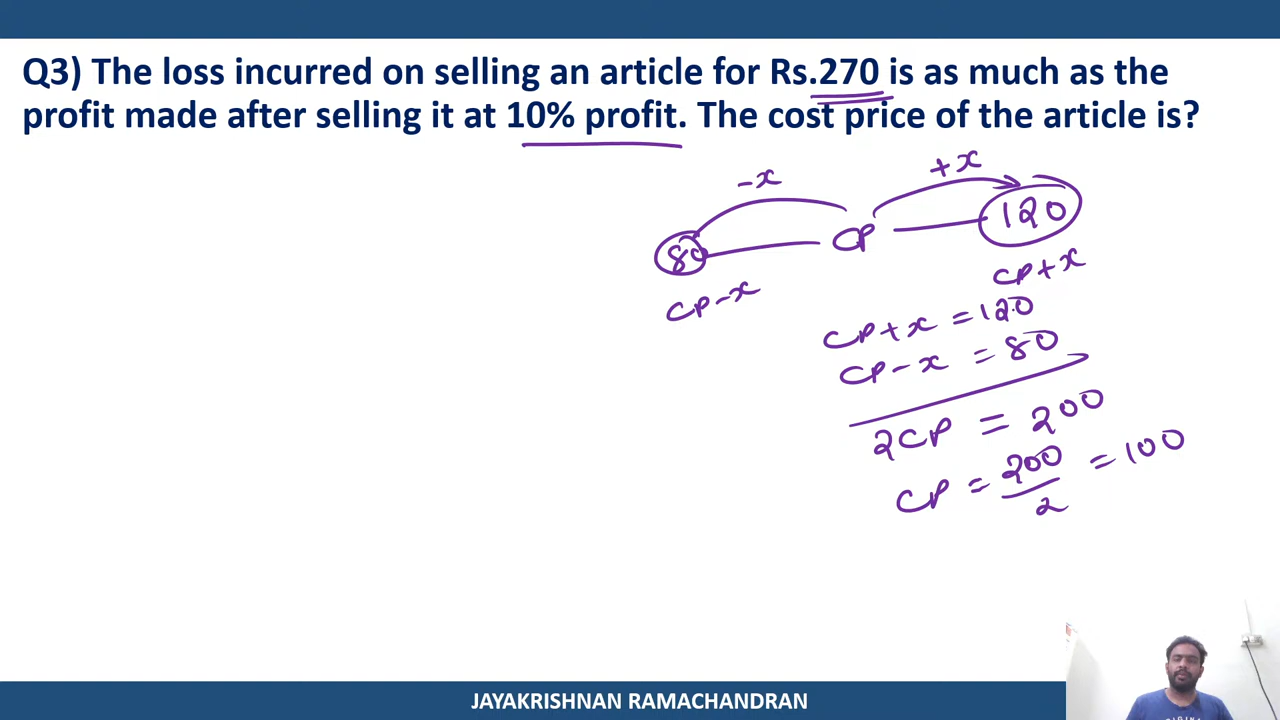 Q3) The loss incurred on selling an article for Rs.270 is as much as the
profit made after selling it at 10% profit. The cost price of the article is?
-x
+x
80
CP
120
CP-x
CP+x
CP+x =120
CP-x =80
2CP = 200
CP = 200/2 =100
JAYAKRISHNAN RAMACHANDRAN